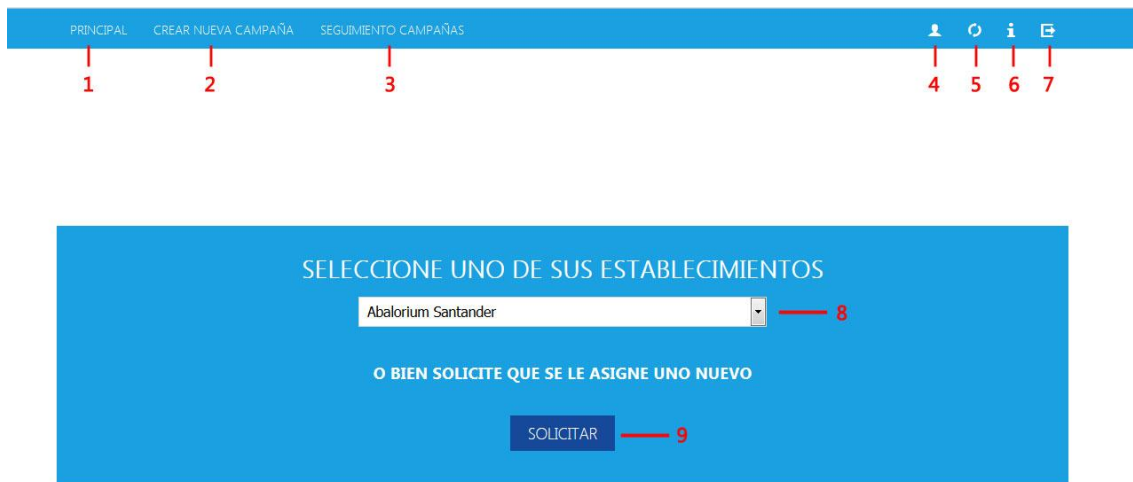 PRINCIPAL CREAR NUEVA CAMPAÑA SEGUIMIENTO CAMPAÑAS
1 2 3 4 5 6 7
SELECCIONE UNO DE SUS ESTABLECIMIENTOS
Abalorium Santander 8
O BIEN SOLICITE QUE SE LE ASIGNE UNO NUEVO
SOLICITAR 9